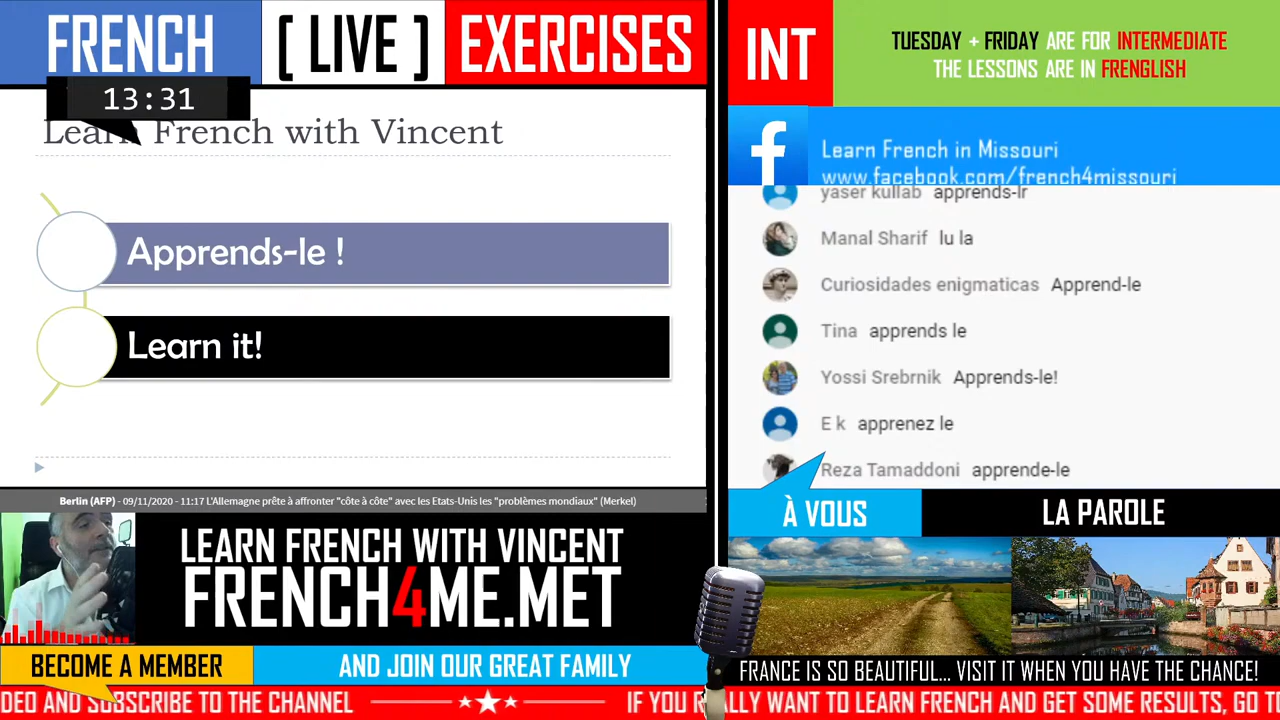 FRENCH [ LIVE ] EXERCISES
13:31
Learn French with Vincent
Apprends-le !
Learn it!
INT
TUESDAY + FRIDAY ARE FOR INTERMEDIATE
THE LESSONS ARE IN FRENGLISH
f
Learn French in Missouri
www.facebook.com/french4missouri
yaser kullab apprends-lr
Manal Sharif lu la
Curiosidades enigmaticas Apprend-le
Tina apprends le
Yossi Srebrnik Apprends-le!
E k apprenez le
Reza Tamaddoni apprende-le
À VOUS LA PAROLE
Berlin (AFP) - 09/11/2020 - 11:17 L'Allemagne prête à affronter "côte à côte" avec les Etats-Unis les "problèmes mondiaux" (Merkel)
LEARN FRENCH WITH VINCENT
FRENCH4ME.MET
BECOME A MEMBER AND JOIN OUR GREAT FAMILY
FRANCE IS SO BEAUTIFUL... VISIT IT WHEN YOU HAVE THE CHANCE!
DEO AND SUBSCRIBE TO THE CHANNEL IF YOU REALLY WANT TO LEARN FRENCH AND GET SOME RESULTS, GO TO